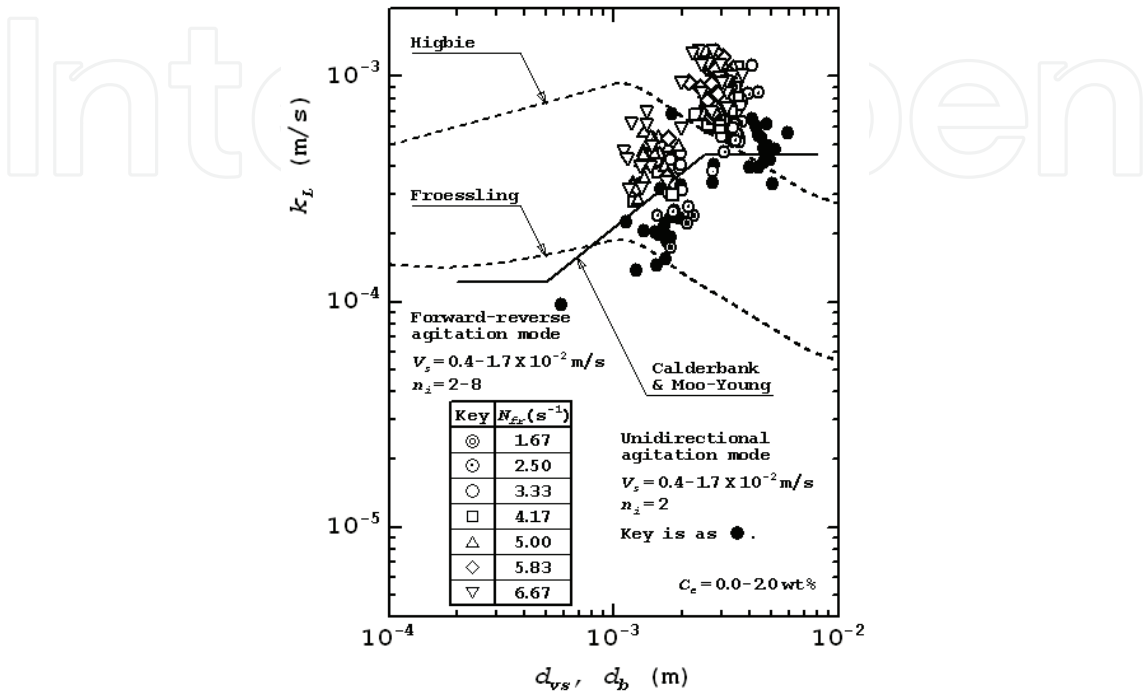 IntechOpen
Higbie
Froessling
Forward-reverse
agitation mode
V_s = 0.4-1.7 X 10^-2 m/s
n_i = 2-8
Calderbank
& Moo-Young
Key N_fr (s^-1)
◎ 1.67
⊙ 2.50
○ 3.33
□ 4.17
△ 5.00
◇ 5.83
▽ 6.67
Unidirectional
agitation mode
V_s = 0.4-1.7 X 10^-2 m/s
n_i = 2
Key is as ●.
C_e = 0.0-2.0 wt%
k_L (m/s)
10^-3
10^-4
10^-5
10^-4 10^-3 10^-2
d_vs, d_b (m)